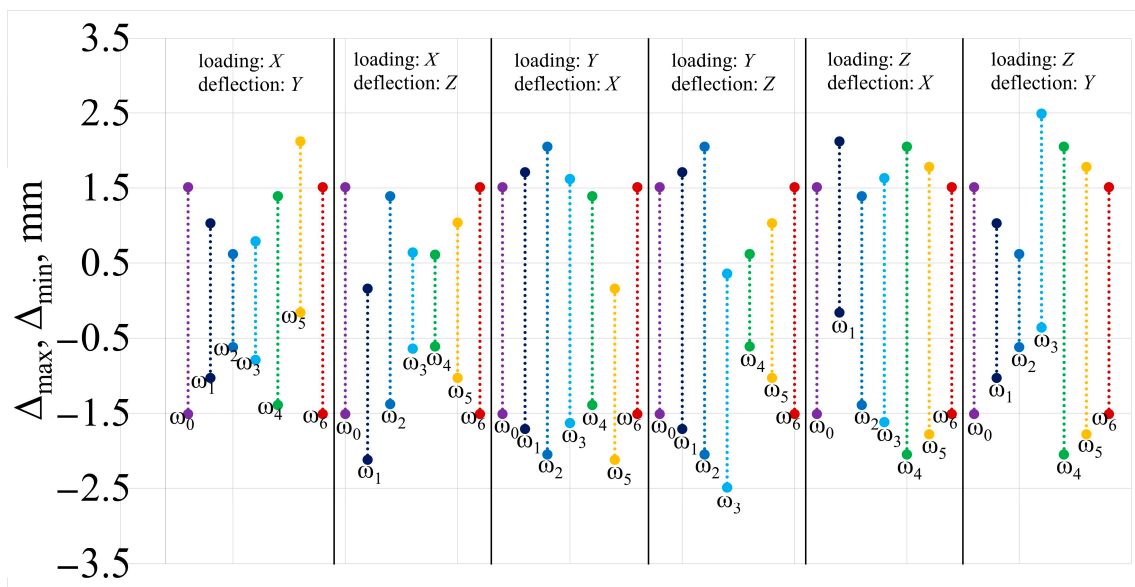 3.5
2.5
1.5
0.5
−0.5
−1.5
−2.5
−3.5
Δmax, Δmin, mm
loading: X
deflection: Y
ω0
ω1
ω2
ω3
ω4
ω5
ω6
loading: X
deflection: Z
ω0
ω1
ω2
ω3
ω4
ω5
ω6
loading: Y
deflection: X
ω0
ω1
ω2
ω3
ω4
ω5
ω6
loading: Y
deflection: Z
ω0
ω1
ω2
ω3
ω4
ω5
ω6
loading: Z
deflection: X
ω0
ω1
ω2
ω3
ω4
ω5
ω6
loading: Z
deflection: Y
ω0
ω1
ω2
ω3
ω4
ω5
ω6